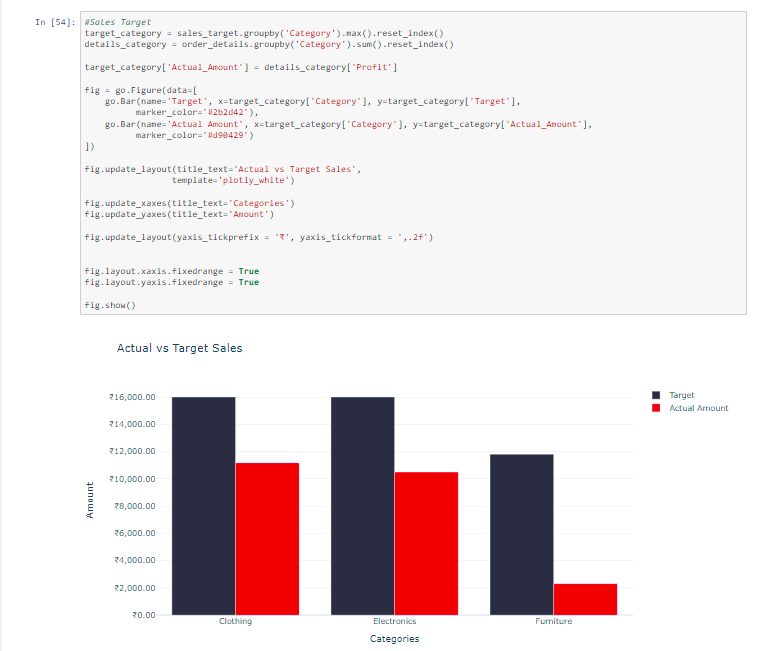 In [54]:
#Sales Target
target_category = sales_target.groupby('Category').max().reset_index()
details_category = order_details.groupby('Category').sum().reset_index()
target_category['Actual_Amount'] = details_category['Profit']
fig = go.Figure(data=[
go.Bar(name='Target', x=target_category['Category'], y=target_category['Target'],
marker_color='#2b2d42'),
go.Bar(name='Actual Amount', x=target_category['Category'], y=target_category['Actual_Amount'],
marker_color='#d90429')
])
fig.update_layout(title_text='Actual vs Target Sales',
template='plotly_white')
fig.update_xaxes(title_text='Categories')
fig.update_yaxes(title_text='Amount')
fig.update_layout(yaxis_tickprefix = '₹', yaxis_tickformat = ',.2f')
fig.layout.xaxis.fixedrange = True
fig.layout.yaxis.fixedrange = True
fig.show()
Actual vs Target Sales
₹16,000.00
₹14,000.00
₹12,000.00
₹10,000.00
₹8,000.00
₹6,000.00
₹4,000.00
₹2,000.00
₹0.00
Amount
Clothing
Electronics
Furniture
Categories
Target
Actual Amount